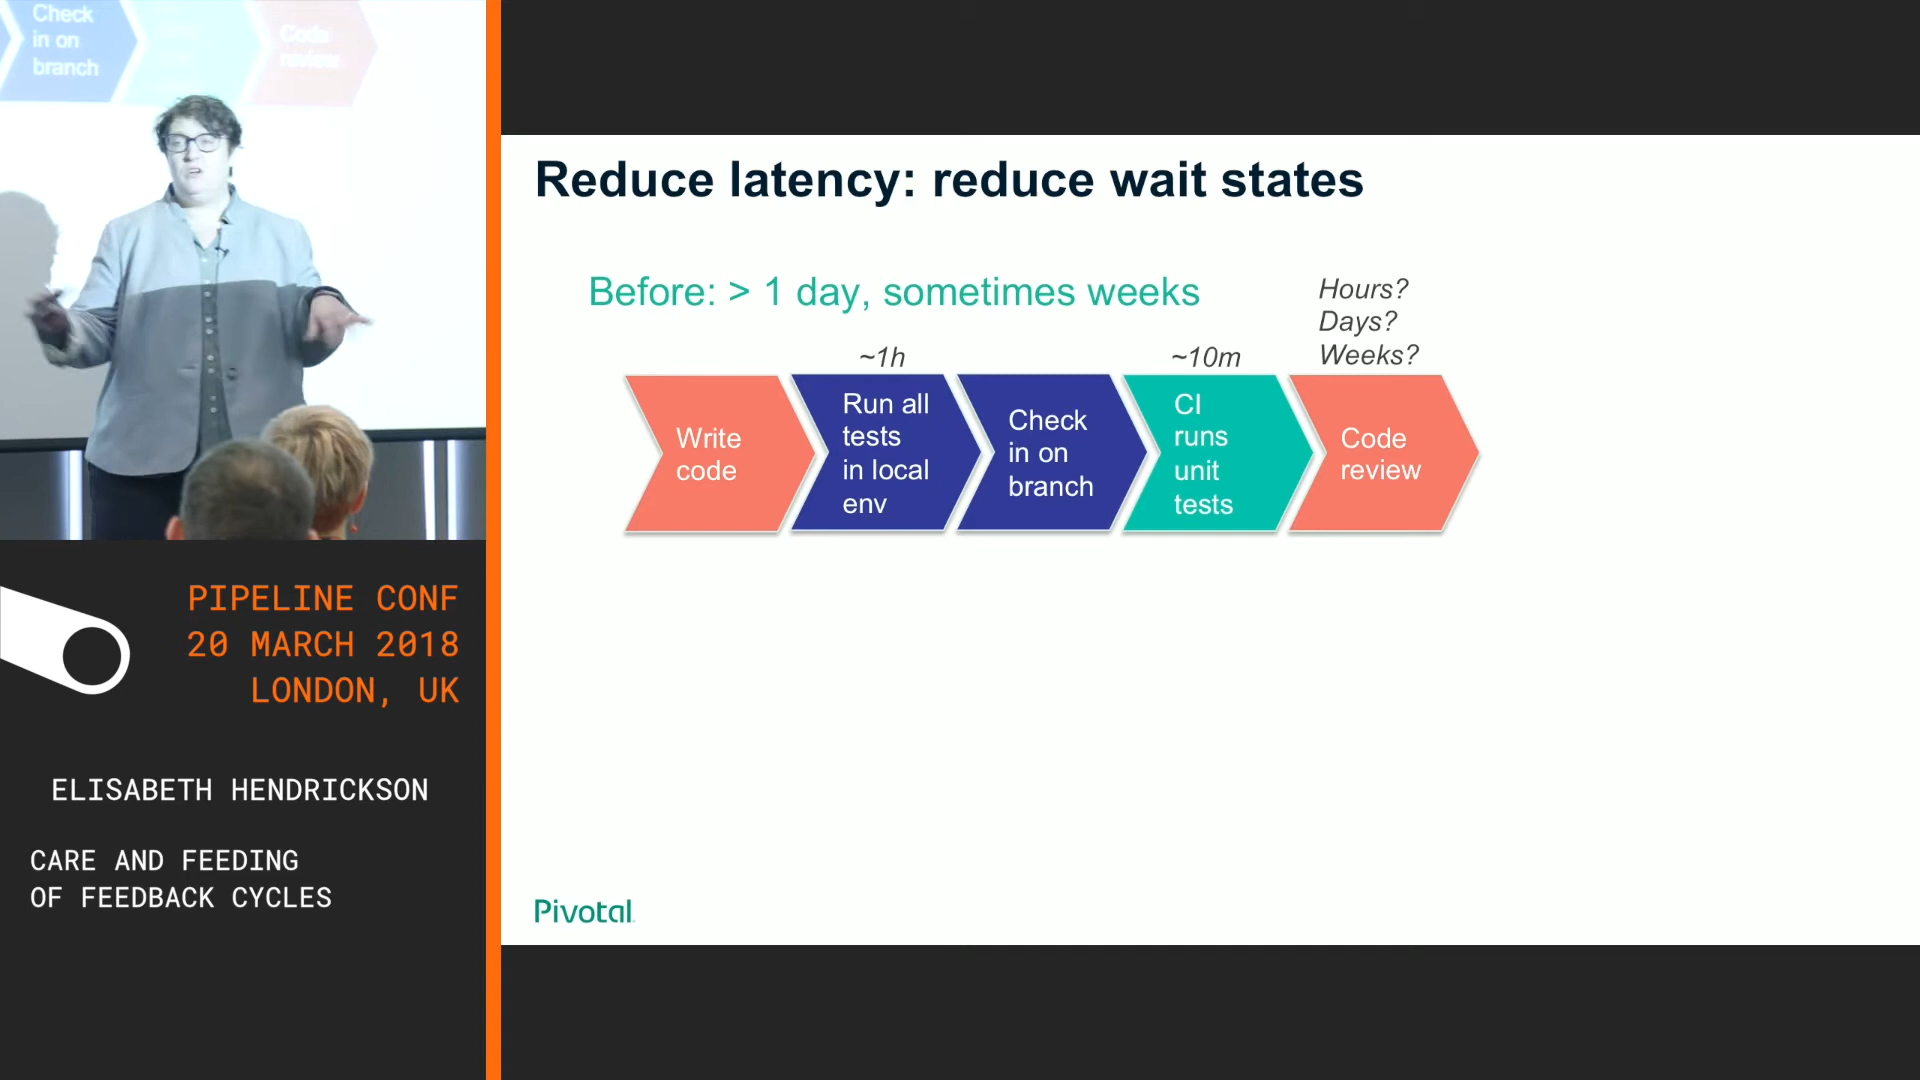 Check
in on
branch
Code
review
PIPELINE CONF
20 MARCH 2018
LONDON, UK
ELISABETH HENDRICKSON
CARE AND FEEDING
OF FEEDBACK CYCLES
Reduce latency: reduce wait states
Before: > 1 day, sometimes weeks
Hours?
Days?
Weeks?
~1h
~10m
Write
code
Run all
tests
in local
env
Check
in on
branch
CI
runs
unit
tests
Code
review
Pivotal